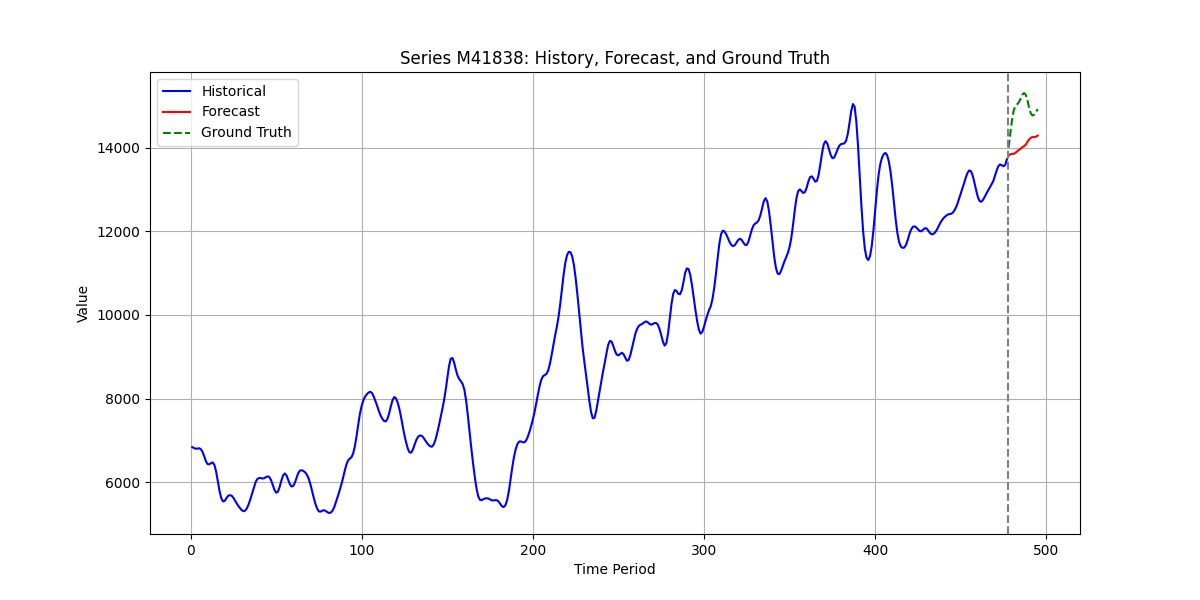 Series M41838: History, Forecast, and Ground Truth
Historical
Forecast
Ground Truth
14000
12000
10000
8000
6000
Value
0
100
200
300
400
500
Time Period